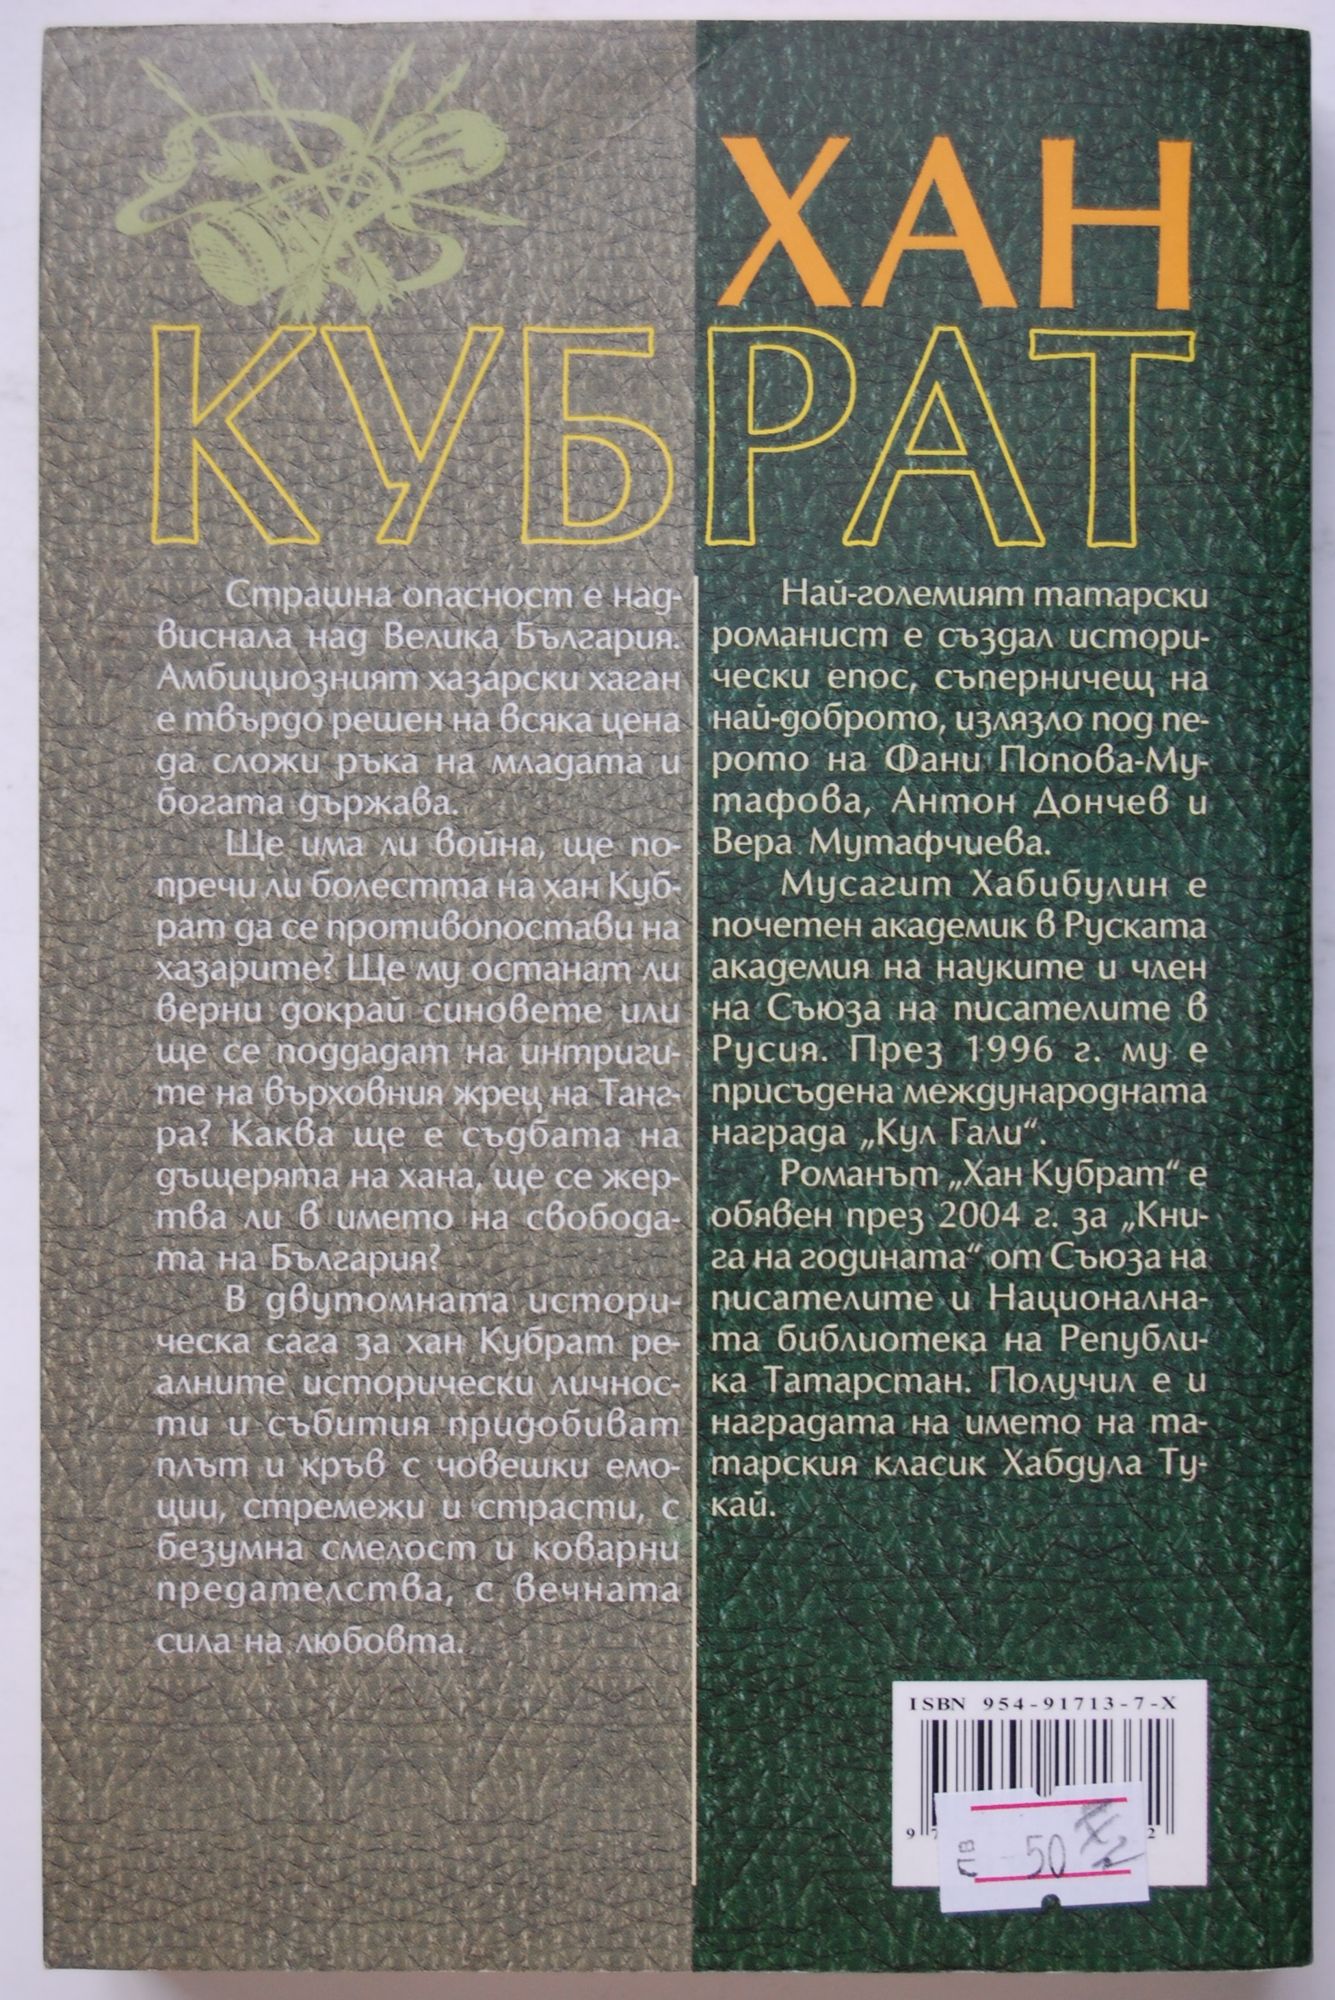 ХАН
КУБРАТ
Страшна опасност е над-
виснала над Велика България.
Амбициозният хазарски хаган
е твърдо решен на всяка цена
да сложи ръка на младата и
богата държава.
Ще има ли война, ще по-
пречи ли болестта на хан Куб-
рат да се противопостави на
хазарите? Ще му останат ли
верни докрай синовете или
ще се поддадат на интриги-
те на върховния жрец на Танг-
ра? Каква ще е съдбата на
дъщерята на хана, ще се жер-
тва ли в името на свобода-
та на България?
В двутомната истори-
ческа сага за хан Кубрат ре-
алните исторически личнос-
ти и събития придобиват
плът и кръв с човешки емо-
ции, стремежи и страсти, с
безумна смелост и коварни
предателства, с вечната
сила на любовта.
Най-големият татарски
романист е създал истори-
чески епос, съперничещ на
най-доброто, излязло под пе-
рото на Фани Попова-Му-
тафова, Антон Дончев и
Вера Мутафчиева.
Мусагит Хабибулин е
почетен академик в Руската
академия на науките и член
на Съюза на писателите в
Русия. През 1996 г. му е
присъдена международната
награда „Кул Гали“.
Романът „Хан Кубрат“ е
обявен през 2004 г. за „Кни-
га на годината“ от Съюза на
писателите и Националната
та библиотека на Републи-
ка Татарстан. Получил е и
наградата на името на та-
тарския класик Хабдула Ту-
кай.
ISBN 954-91713-7-X
9 7 2
лв 50